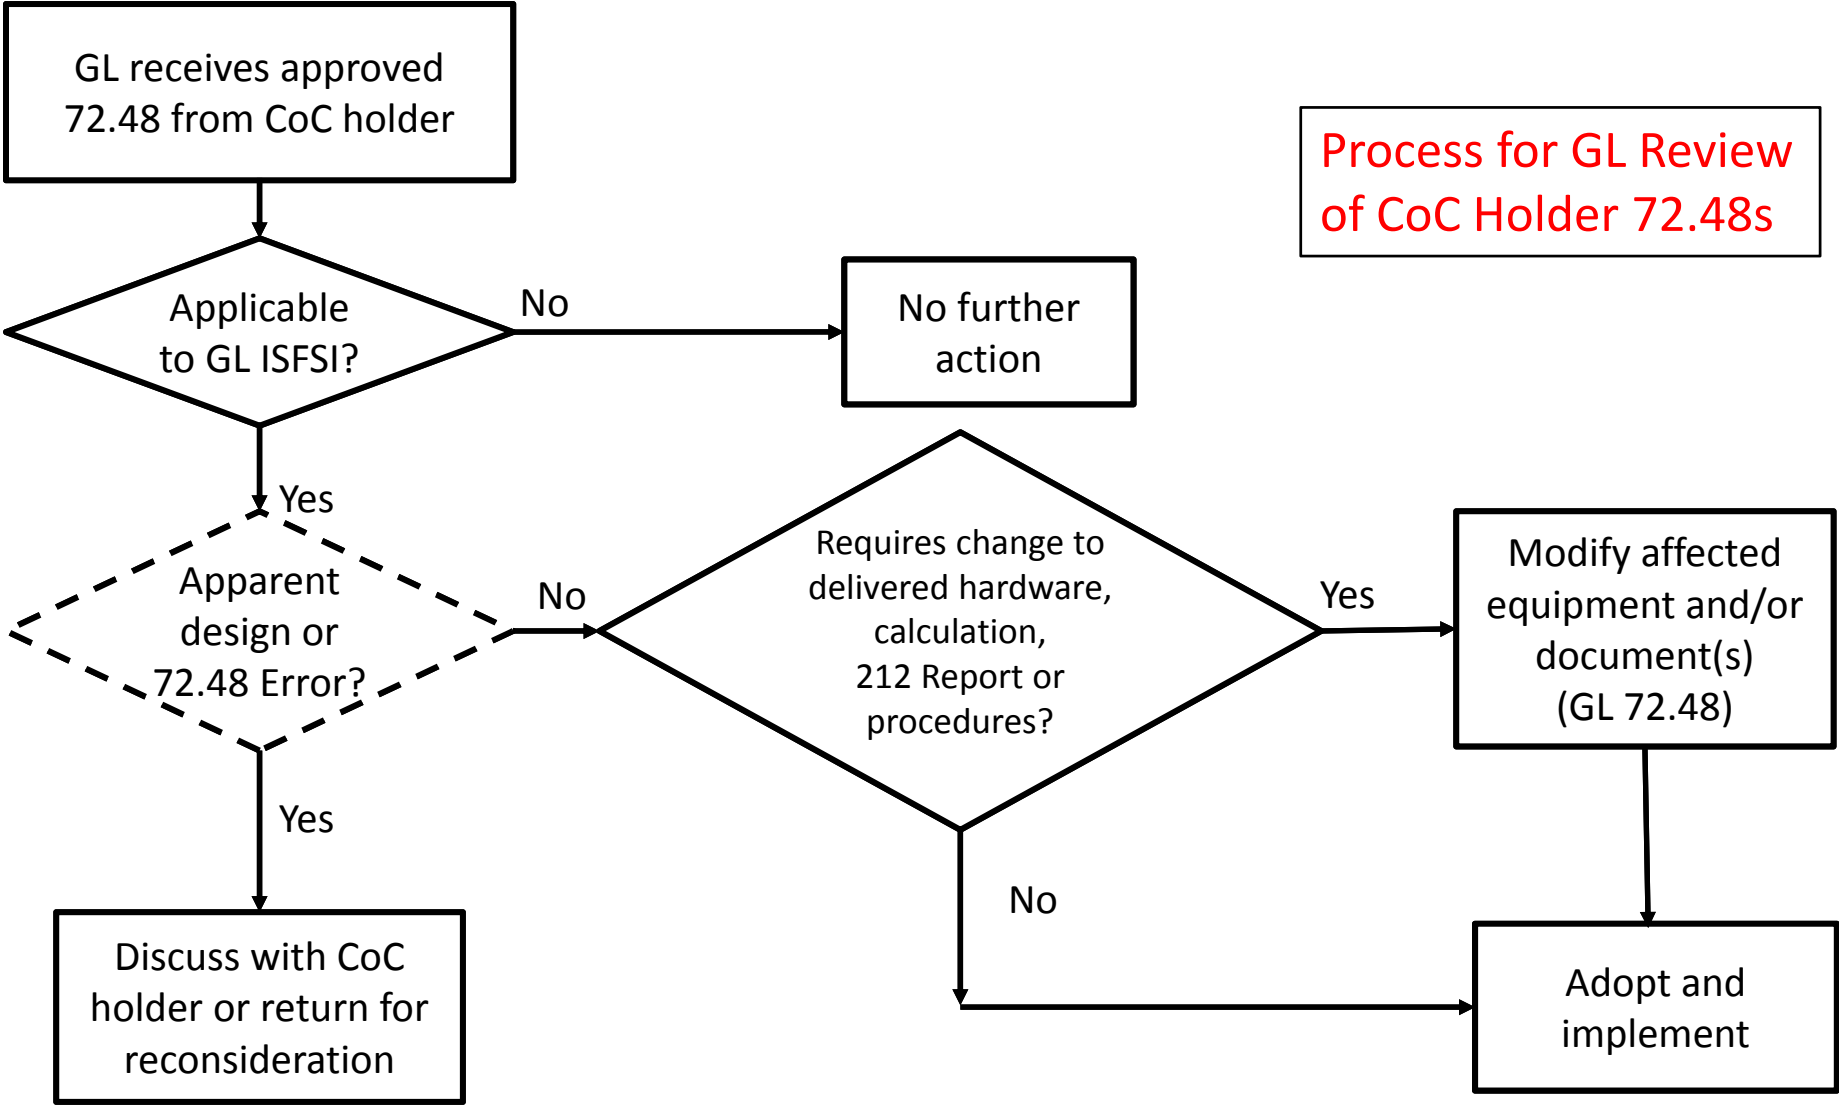 GL receives approved
72.48 from CoC holder
Process for GL Review
of CoC Holder 72.48s
Applicable
to GL ISFSI?
No
No further
action
Yes
Apparent
design or
72.48 Error?
No
Requires change to
delivered hardware,
calculation,
212 Report or
procedures?
Yes
Modify affected
equipment and/or
document(s)
(GL 72.48)
Yes
No
Discuss with CoC
holder or return for
reconsideration
Adopt and
implement